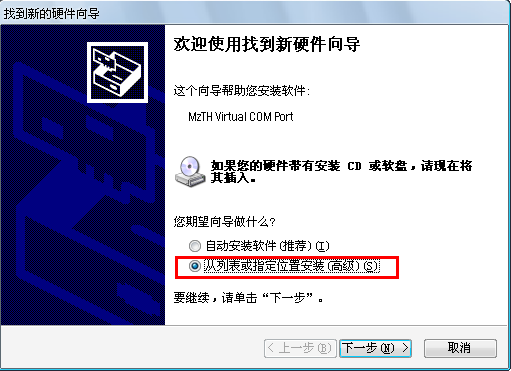 找到新的硬件向导
欢迎使用找到新硬件向导
这个向导帮助您安装软件:
MzTH Virtual COM Port
如果您的硬件带有安装 CD 或软盘，请现在将
其插入。
您期望向导做什么?
自动安装软件(推荐)(I)
从列表或指定位置安装(高级)(S)
要继续，请单击“下一步”。
< 上一步(B)
下一步(N) >
取消